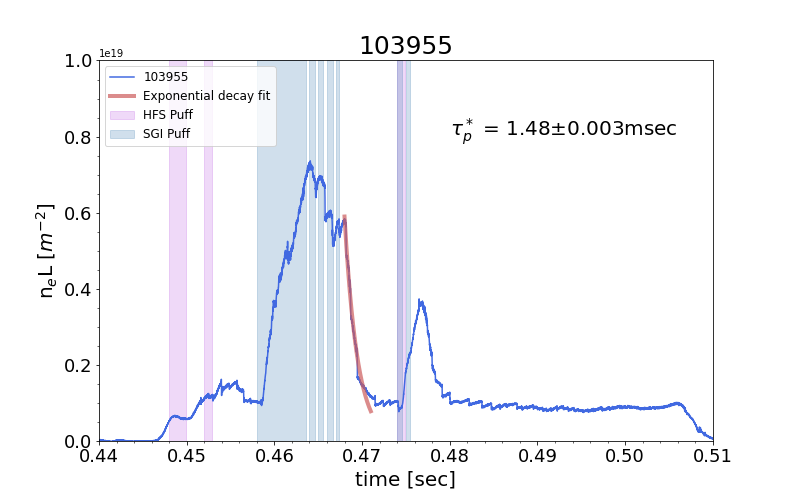 103955
1e19
1.0
0.8
0.6
0.4
0.2
0.0
nₑL [m⁻²]
103955
Exponential decay fit
HFS Puff
SGI Puff
τₚ* = 1.48±0.003msec
0.44 0.45 0.46 0.47 0.48 0.49 0.50 0.51
time [sec]